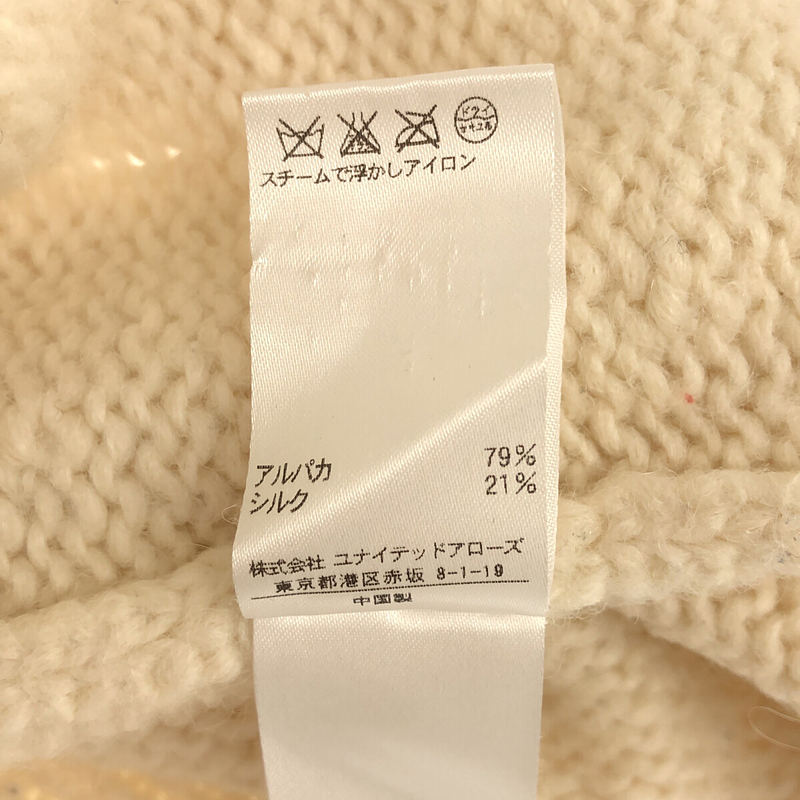 ドライ
セキユ系
スチームで浮かしアイロン
アルパカ 79%
シルク 21%
株式会社 ユナイテッドアローズ
東京都港区赤坂 8-1-19
中国製